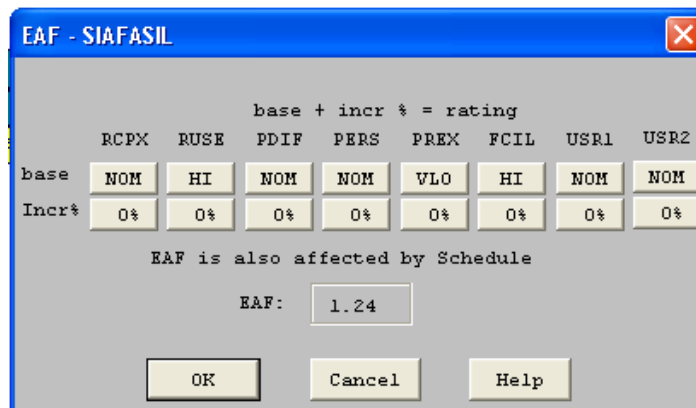 EAF - SIAFASIL
base + incr % = rating
RCPX RUSE PDIF PERS PREX FCIL USR1 USR2
base NOM HI NOM NOM VLO HI NOM NOM
Incr% 0% 0% 0% 0% 0% 0% 0% 0%
EAF is also affected by Schedule
EAF: 1.24
OK Cancel Help